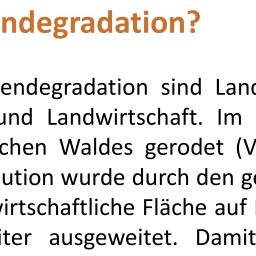 ndegradation?
endegradation sind Land
und Landwirtschaft. Im
chen Waldes gerodet (V
ution wurde durch den ge
virtschaftliche Fläche auf
iter ausgeweitet. Damit